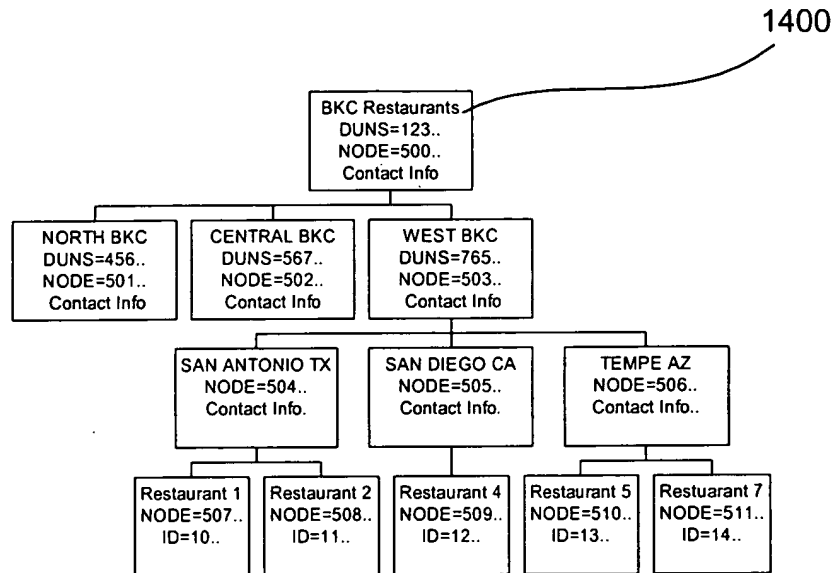 1400
BKC Restaurants
DUNS=123..
NODE=500..
Contact Info
NORTH BKC
DUNS=456..
NODE=501..
Contact Info
CENTRAL BKC
DUNS=567..
NODE=502..
Contact Info
WEST BKC
DUNS=765..
NODE=503..
Contact Info
SAN ANTONIO TX
NODE=504..
Contact Info.
SAN DIEGO CA
NODE=505..
Contact Info.
TEMPE AZ
NODE=506..
Contact Info..
Restaurant 1
NODE=507..
ID=10..
Restaurant 2
NODE=508..
ID=11..
Restaurant 4
NODE=509..
ID=12..
Restaurant 5
NODE=510..
ID=13..
Restuarant 7
NODE=511..
ID=14..